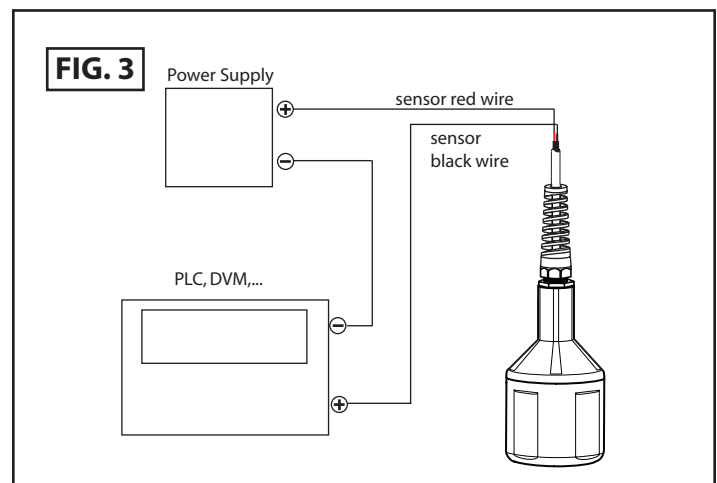 FIG. 3
Power Supply
sensor red wire
sensor
black wire
PLC, DVM,...